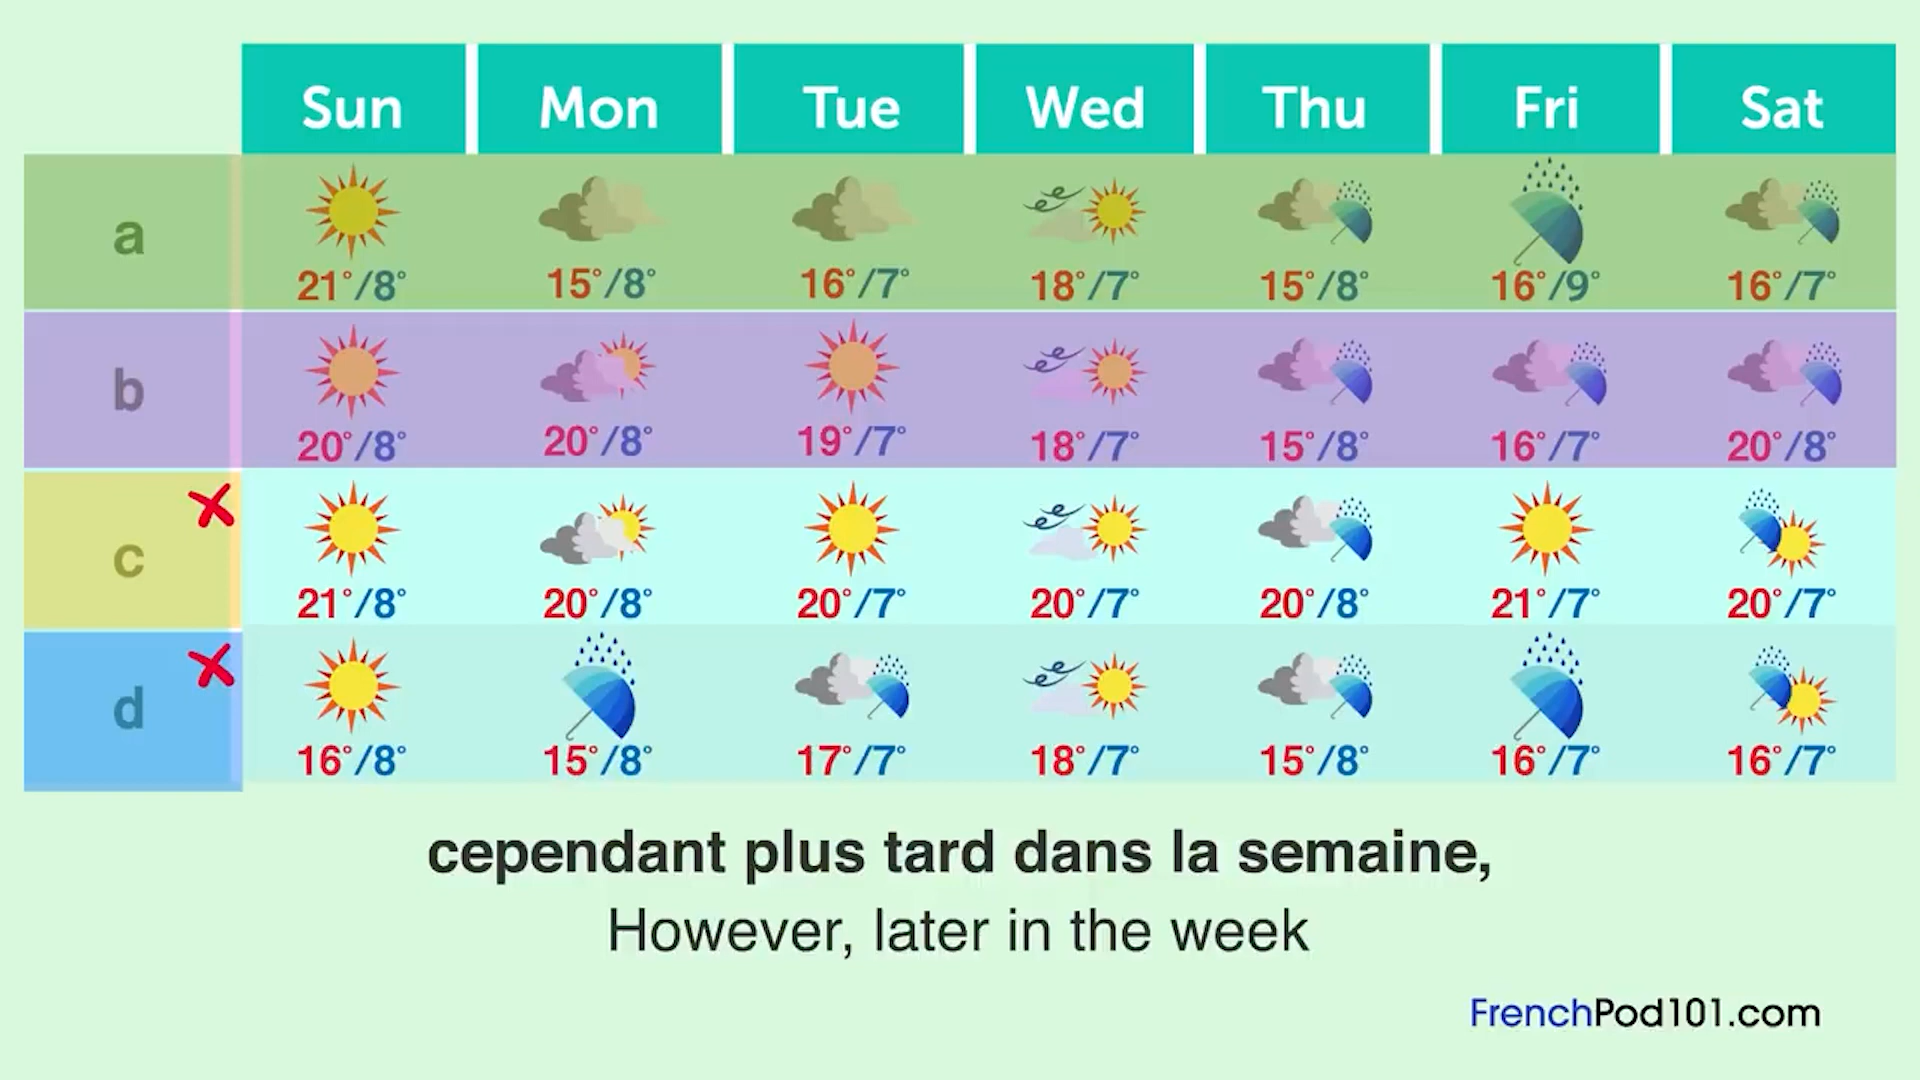 Sun Mon Tue Wed Thu Fri Sat
a
21°/8° 15°/8° 16°/7° 18°/7° 15°/8° 16°/9° 16°/7°
b
20°/8° 20°/8° 19°/7° 18°/7° 15°/8° 16°/7° 20°/8°
c
21°/8° 20°/8° 20°/7° 20°/7° 20°/8° 21°/7° 20°/7°
d
16°/8° 15°/8° 17°/7° 18°/7° 15°/8° 16°/7° 16°/7°
cependant plus tard dans la semaine,
However, later in the week
FrenchPod101.com